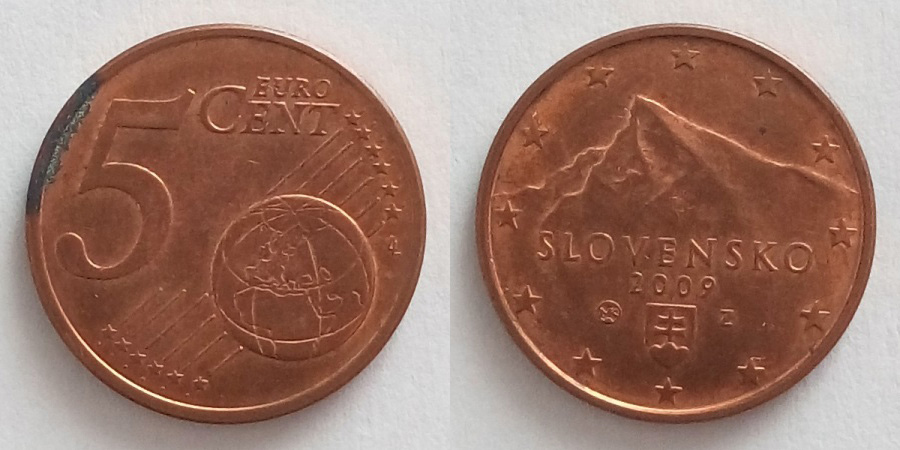 5 EURO
CENT
SLOVENSKO
2009
Z